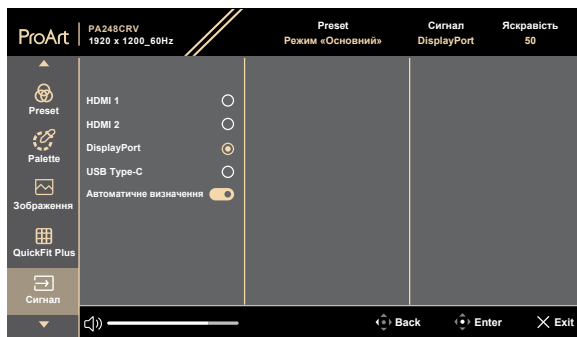 ProArt
PA248CRV
1920 x 1200_60Hz
Preset
Режим «Основний»
Сигнал
DisplayPort
Яскравість
50
Preset
Palette
Зображення
QuickFit Plus
Сигнал
HDMI 1
HDMI 2
DisplayPort
USB Type-C
Автоматичне визначення
Back
Enter
Exit